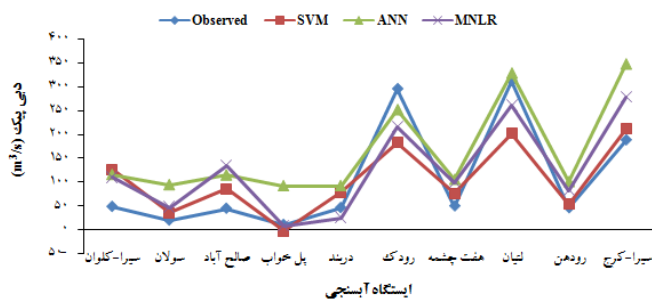 Observed SVM ANN MNLR
دبی پیک (m³/s)
۴۰۰
۳۵۰
۳۰۰
۲۵۰
۲۰۰
۱۵۰
۱۰۰
۵۰
۰
۵۰-
سیرا-کلوان سولان صالح آباد پل خواب دربند رودک هفت چشمه لتیان رودهن سیرا-کرج
ایستگاه آبسنجی